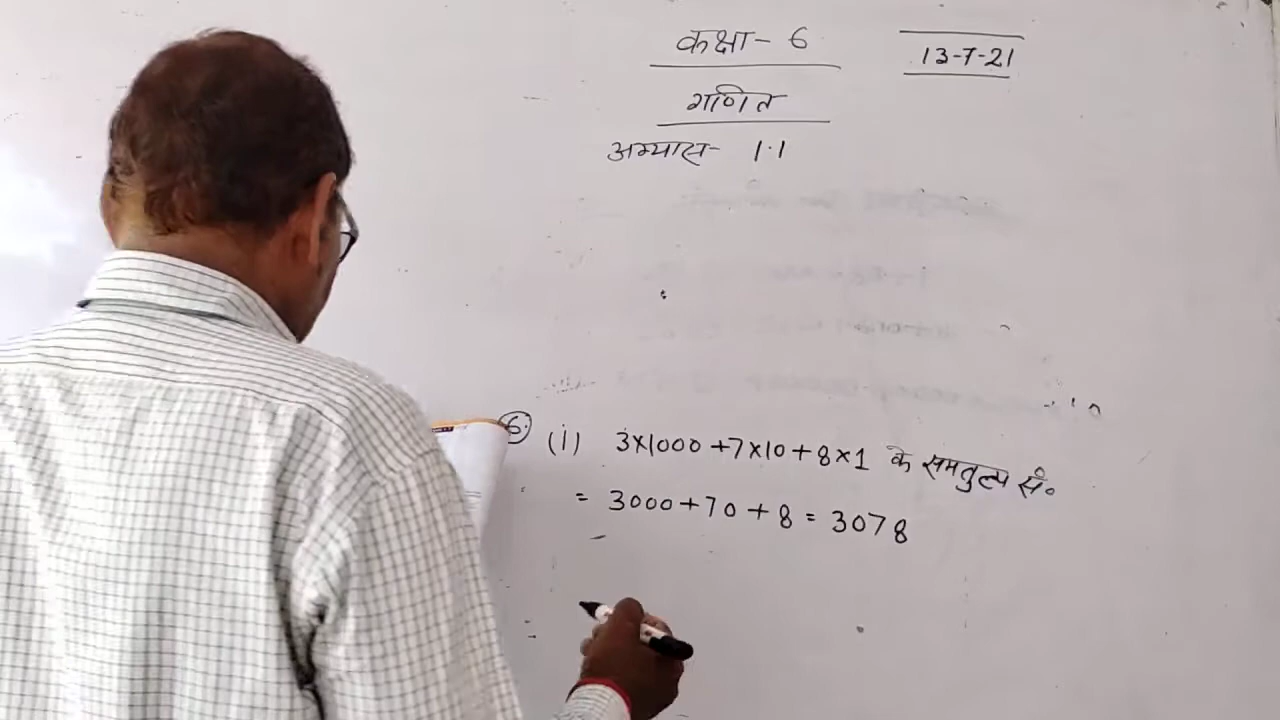 कक्षा- 6
13-7-21
गणित
अभ्यास- 1.1
6. (i) 3×1000 +7×10+8×1 के समतुल्य सं०
= 3000+70+8 = 3078